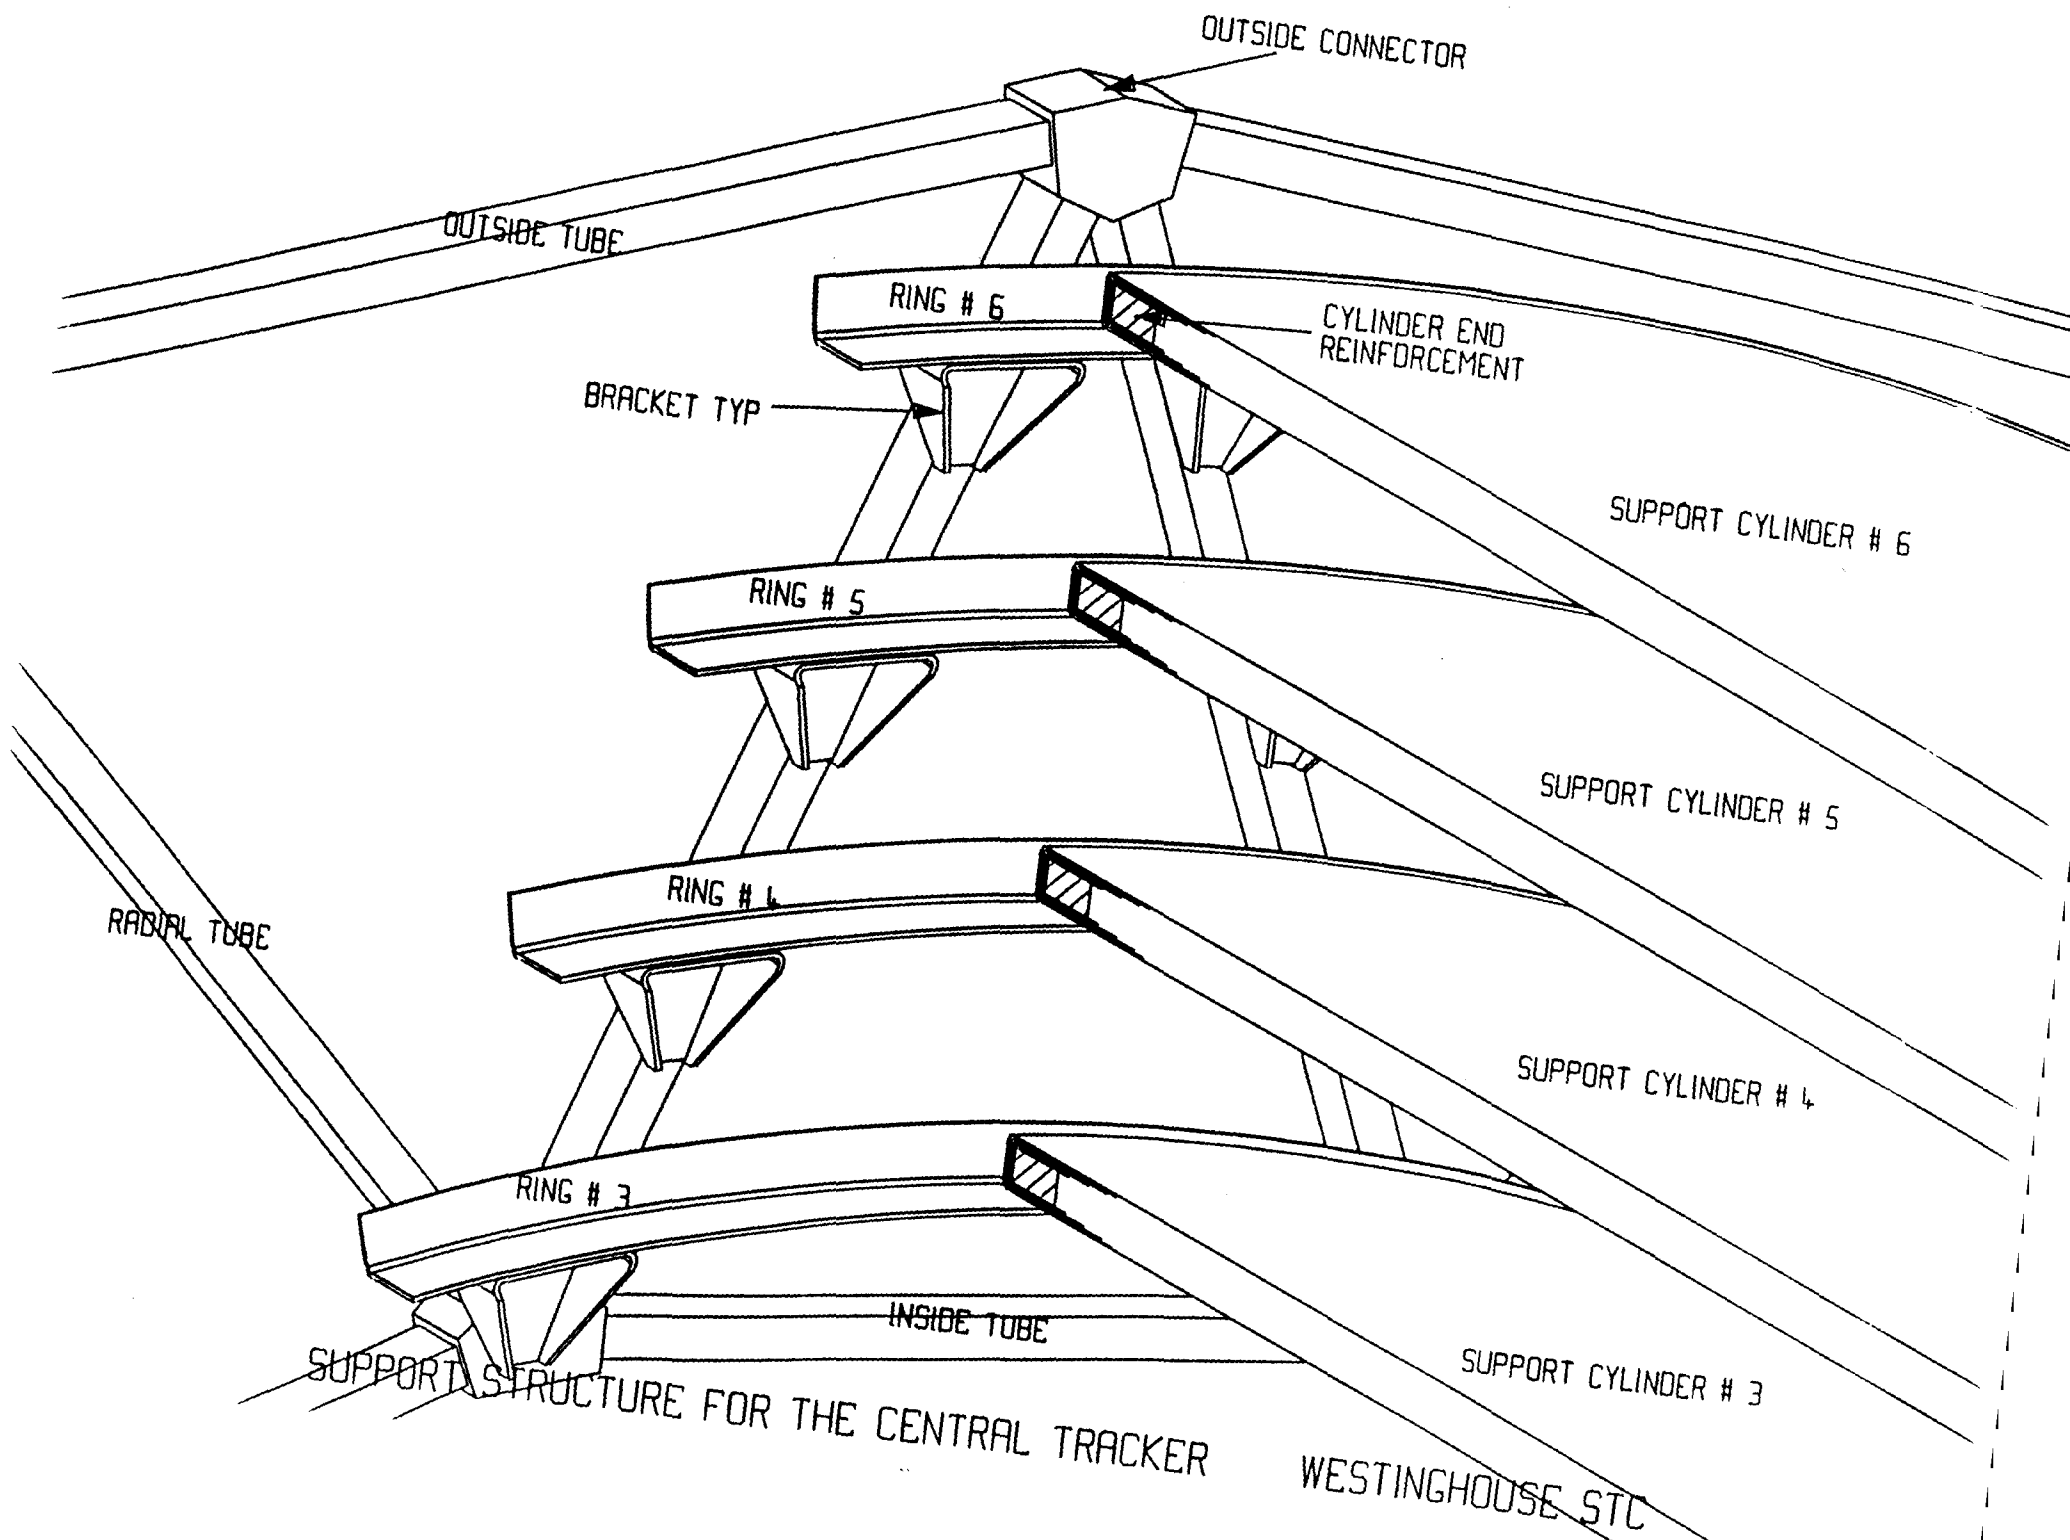 OUTSIDE CONNECTOR
OUTSIDE TUBE
RING # 6
CYLINDER END
REINFORCEMENT
BRACKET TYP
SUPPORT CYLINDER # 6
RING # 5
SUPPORT CYLINDER # 5
RING # 4
RADIAL TUBE
SUPPORT CYLINDER # 4
RING # 3
INSIDE TUBE
SUPPORT CYLINDER # 3
SUPPORT STRUCTURE FOR THE CENTRAL TRACKER WESTINGHOUSE STC